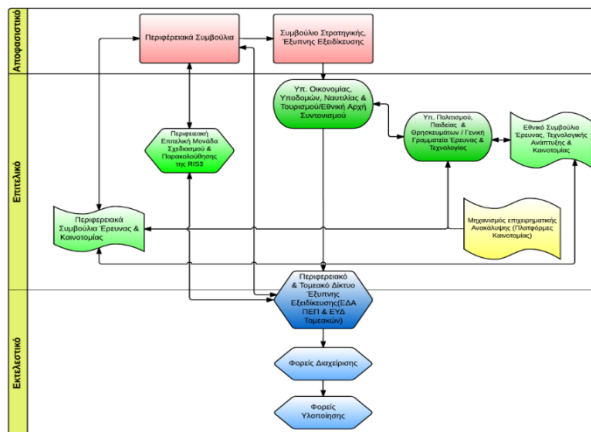 Αποφασιστικό
Περιφέρειακά Συμβούλια
Συμβούλιο Στρατηγικής,
Έξυπνης Εξειδίκευσης
Επιτελικό
Υπ. Οικονομίας,
Υποδομών, Ναυτιλίας &
Τουρισμού/Εθνική Αρχή
Συντονισμού
Υπ. Πολιτισμού,
Παιδείας &
Θρησκευμάτων / Γενική
Γραμματεία Έρευνας &
Τεχνολογίας
Εθνικό Συμβούλιο
Έρευνας, Τεχνολογικής
Ανάπτυξης &
Καινοτομίας
Περιφερειακή
Επιτελική Μονάδα
Σχεδιασμού &
Παρακολούθησης
της RIS3
Περιφερειακά
Συμβούλια Έρευνας &
Καινοτομίας
Μηχανισμός επιχειρηματικής
Ανακάλυψης (Πλατφόρμες
Καινοτομίας)
Εκτελεστικό
Περιφερειακό
& Τομεακό Δίκτυο
Έξυπνης
Εξειδίκευσης(ΕΔΑ
ΠΕΠ & ΕΥΔ
Τομεακών)
Φορείς Διαχείρισης
Φορείς
Υλοποίησης